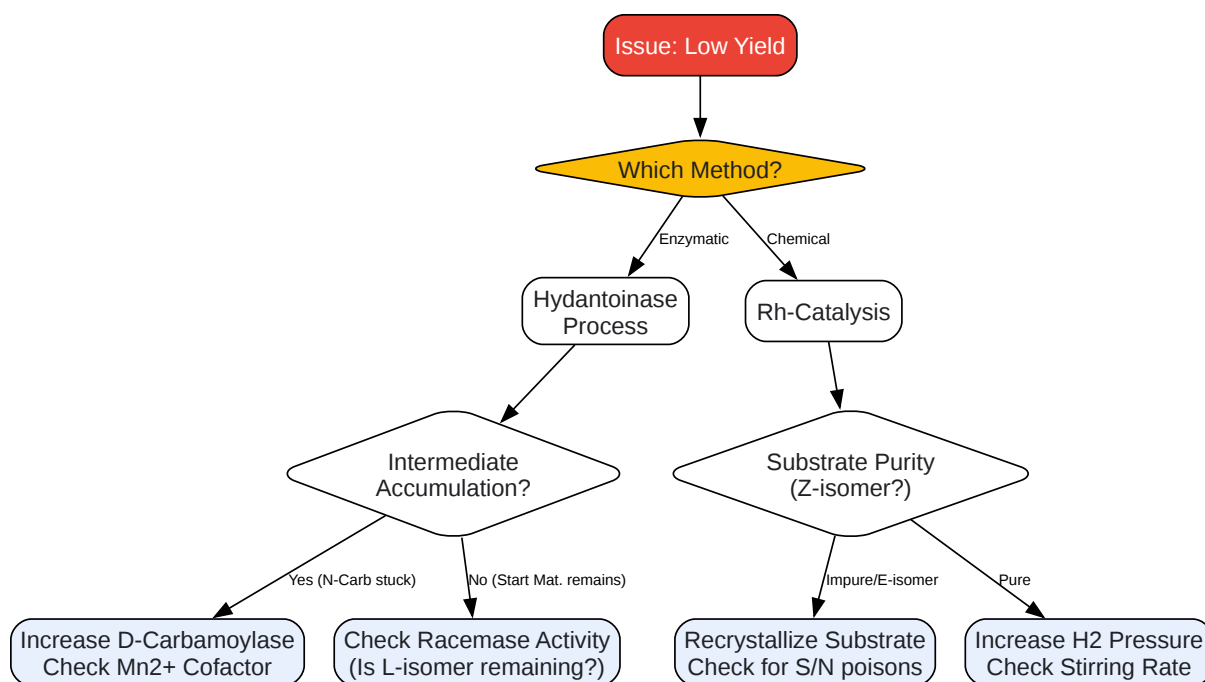 Issue: Low Yield
Which Method?
Enzymatic
Chemical
Hydantoinase
Process
Rh-Catalysis
Intermediate
Accumulation?
Substrate Purity
(Z-isomer?)
Yes (N-Carb stuck)
No (Start Mat. remains)
Impure/E-isomer
Pure
Increase D-Carbamoylase
Check Mn2+ Cofactor
Check Racemase Activity
(Is L-isomer remaining?)
Recrystallize Substrate
Check for S/N poisons
Increase H2 Pressure
Check Stirring Rate